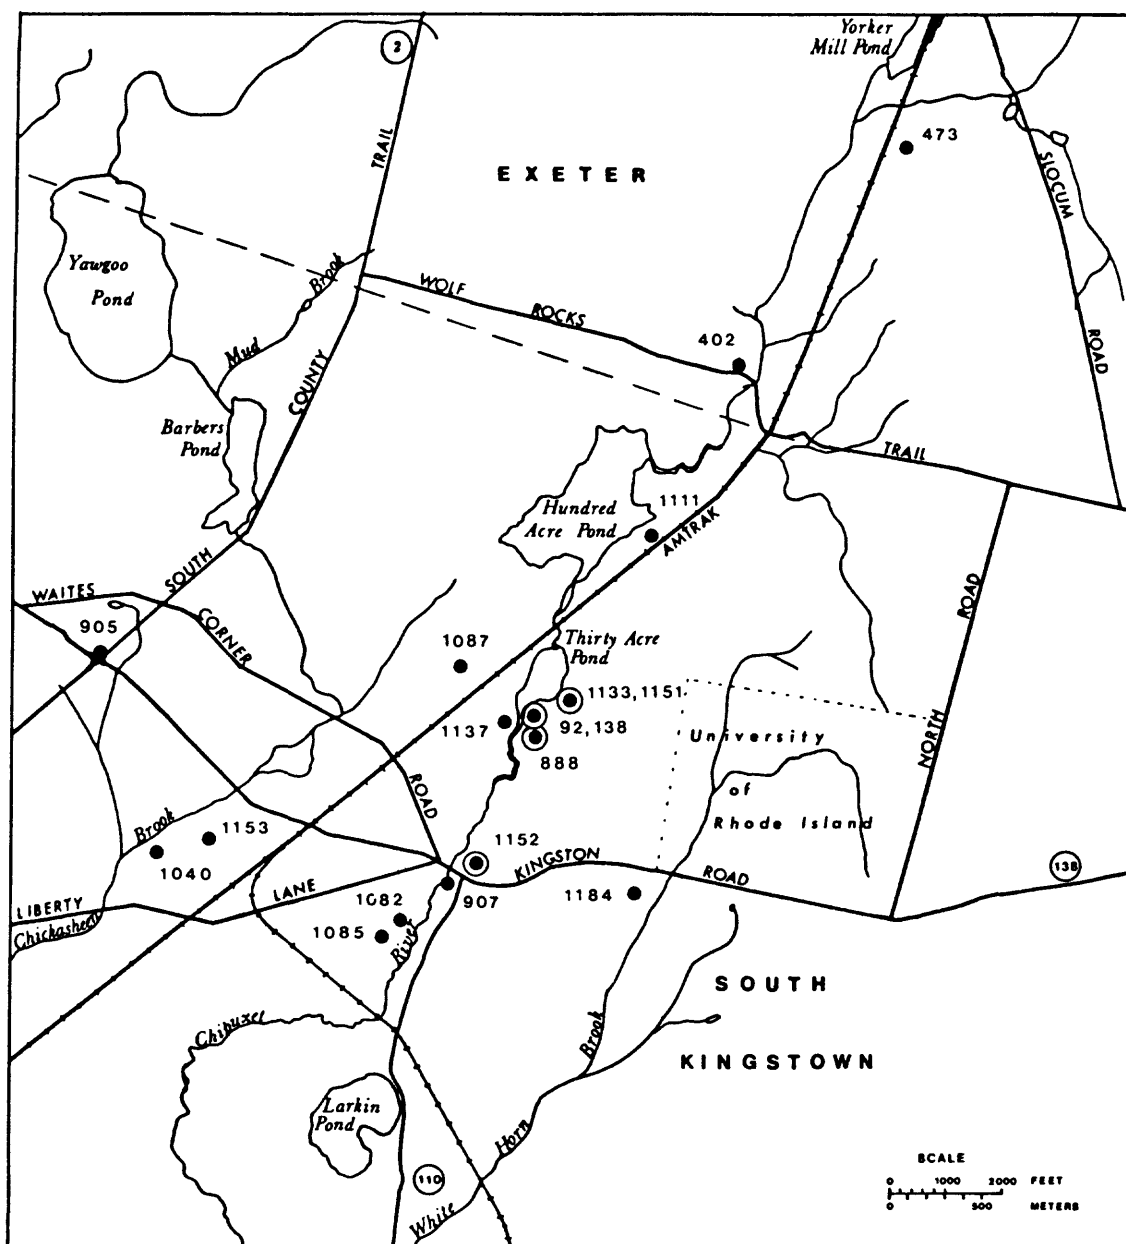 Yorker
Mill Pond
2
473
TRAIL
EXETER
SLOCUM
ROAD
Yawgoo
Pond
Brook
Mud
WOLF
ROCKS
402
COUNTY
Barbers
Pond
TRAIL
1111
Hundred
Acre Pond
AMTRAK
SOUTH
WAITES
CORNER
ROAD
905
1087
Thirty Acre
Pond
1133,1151
1137
92,138
888
University
of
Rhode Island
NORTH
ROAD
ROAD
Brook
1153
1040
1152
KINGSTON
ROAD
138
LIBERTY
LANE
1082
907
1184
Chickasheen
1085
River
SOUTH
KINGSTOWN
Chipuxet
Brook
Larkin
Pond
Horn
White
110
SCALE
0 1000 2000 FEET
0 500 METERS